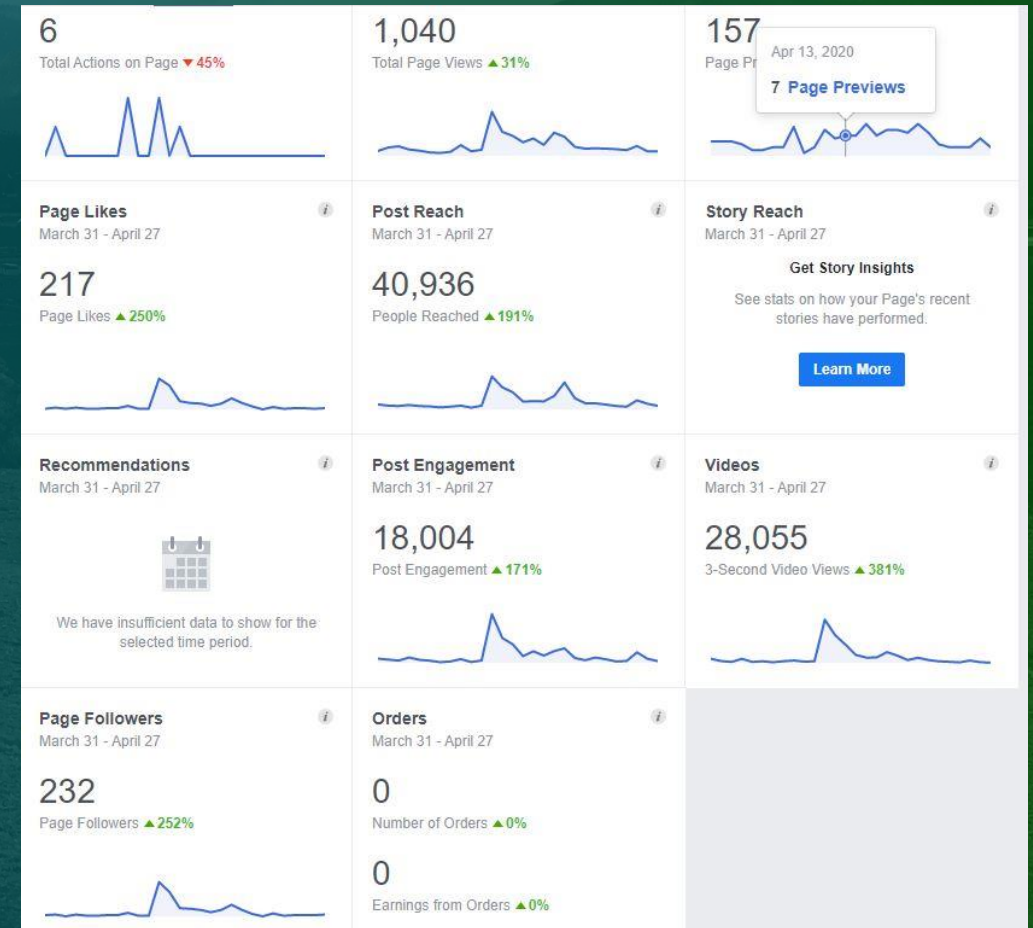 6
Total Actions on Page ▼ 45%
1,040
Total Page Views ▲ 31%
157
Page Pr
Apr 13, 2020
7 Page Previews
Page Likes
March 31 - April 27
217
Page Likes ▲ 250%
Post Reach
March 31 - April 27
40,936
People Reached ▲ 191%
Story Reach
March 31 - April 27
Get Story Insights
See stats on how your Page's recent
stories have performed.
Learn More
Recommendations
March 31 - April 27
We have insufficient data to show for the
selected time period.
Post Engagement
March 31 - April 27
18,004
Post Engagement ▲ 171%
Videos
March 31 - April 27
28,055
3-Second Video Views ▲ 381%
Page Followers
March 31 - April 27
232
Page Followers ▲ 252%
Orders
March 31 - April 27
0
Number of Orders ▲ 0%
0
Earnings from Orders ▲ 0%